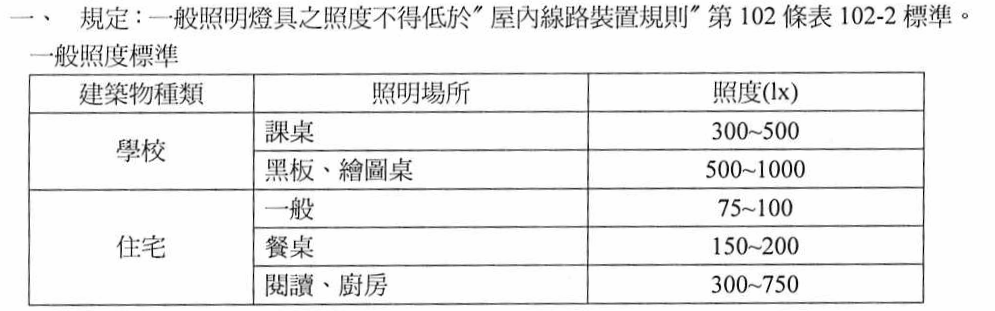 一、 規定：一般照明燈具之照度不得低於〞屋內線路裝置規則〞第 102 條表 102-2 標準。
一般照度標準
建築物種類 照明場所 照度(lx)
學校 課桌 300~500
黑板、繪圖桌 500~1000
住宅 一般 75~100
餐桌 150~200
閱讀、廚房 300~750